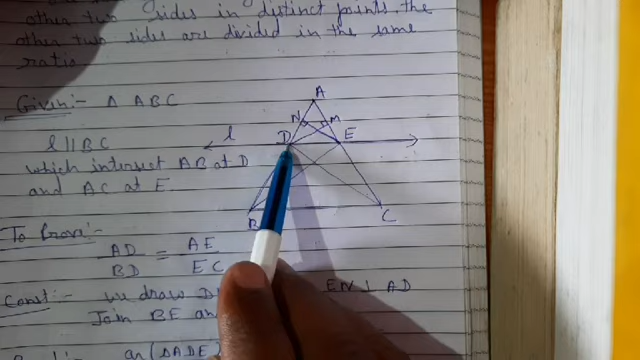 other two sides in distinct points the
other two sides are divided in the same
ratio
Given:- Δ ABC
l || BC
which intersect AB at D
and AC at E
A
N
M
l
D
E
B
C
To Prove:-
AD/BD = AE/EC
Const:- we draw D EN ⊥ AD
Join BE an
ar(ΔADE)